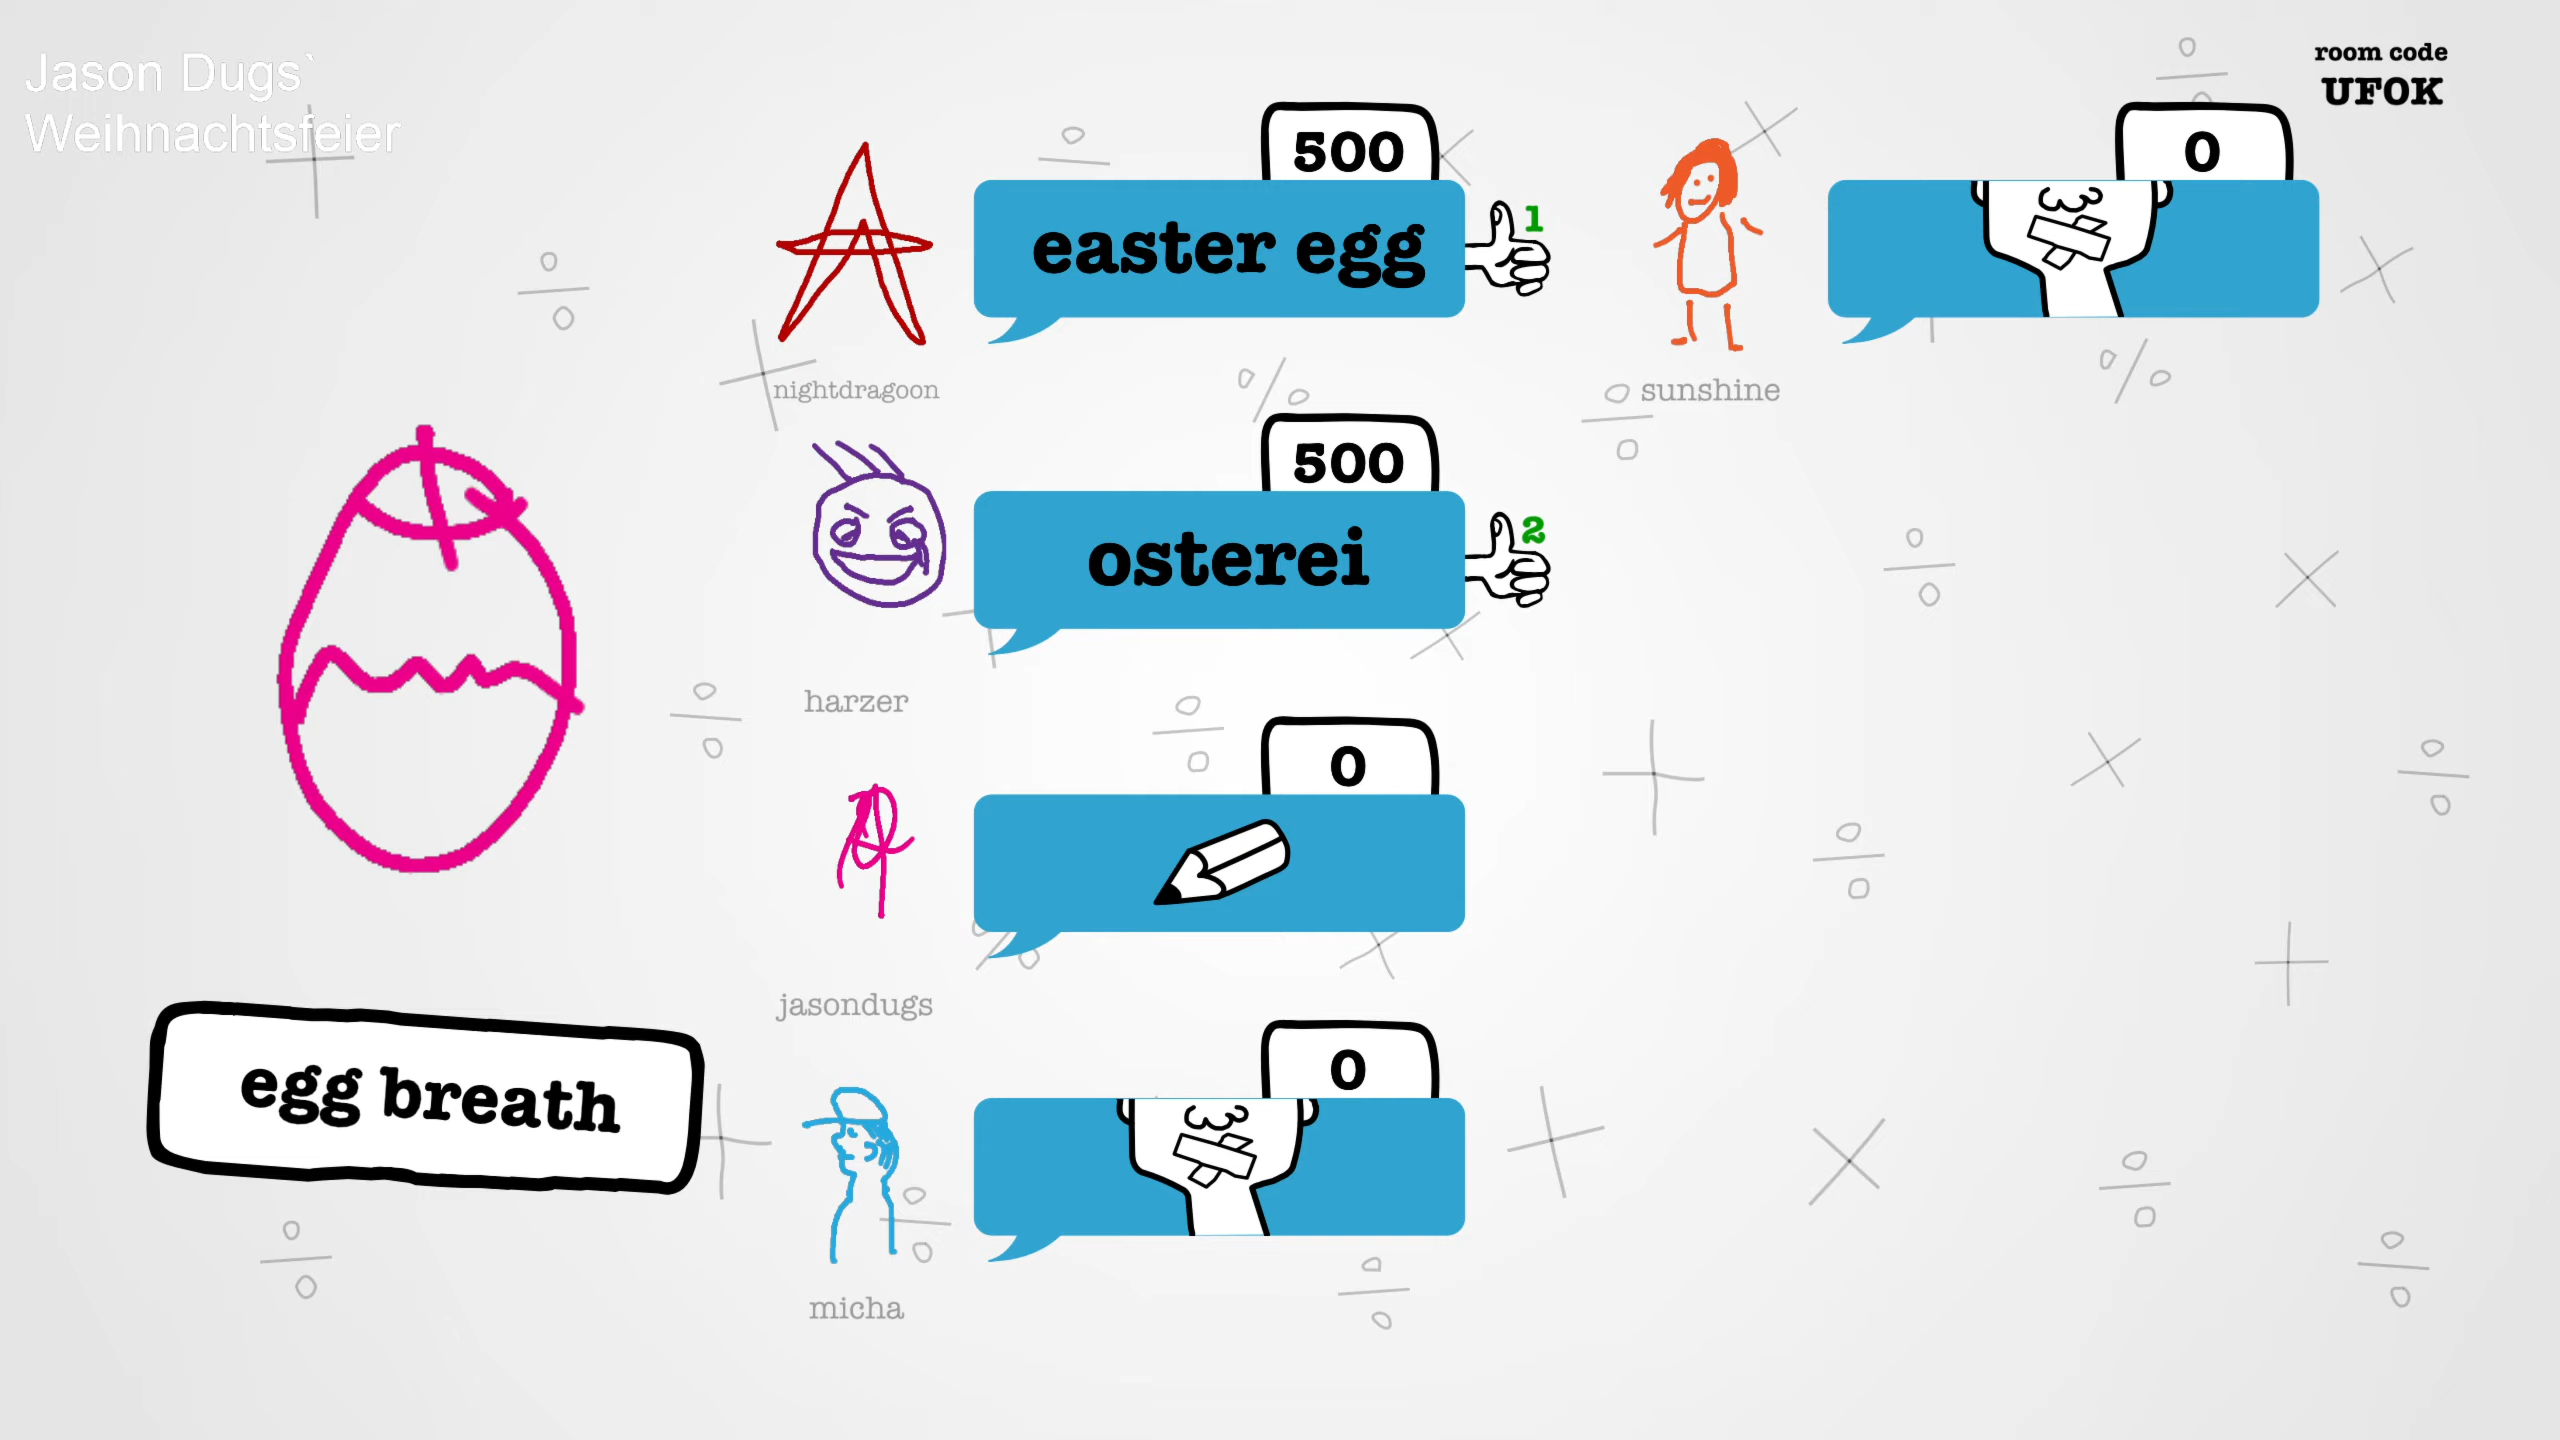 Jason Dugs`
Weihnachtsfeier
room code
UFOK
500
easter egg
1
nightdragoon
0
sunshine
500
osterei
2
harzer
0
jasondugs
0
micha
egg breath